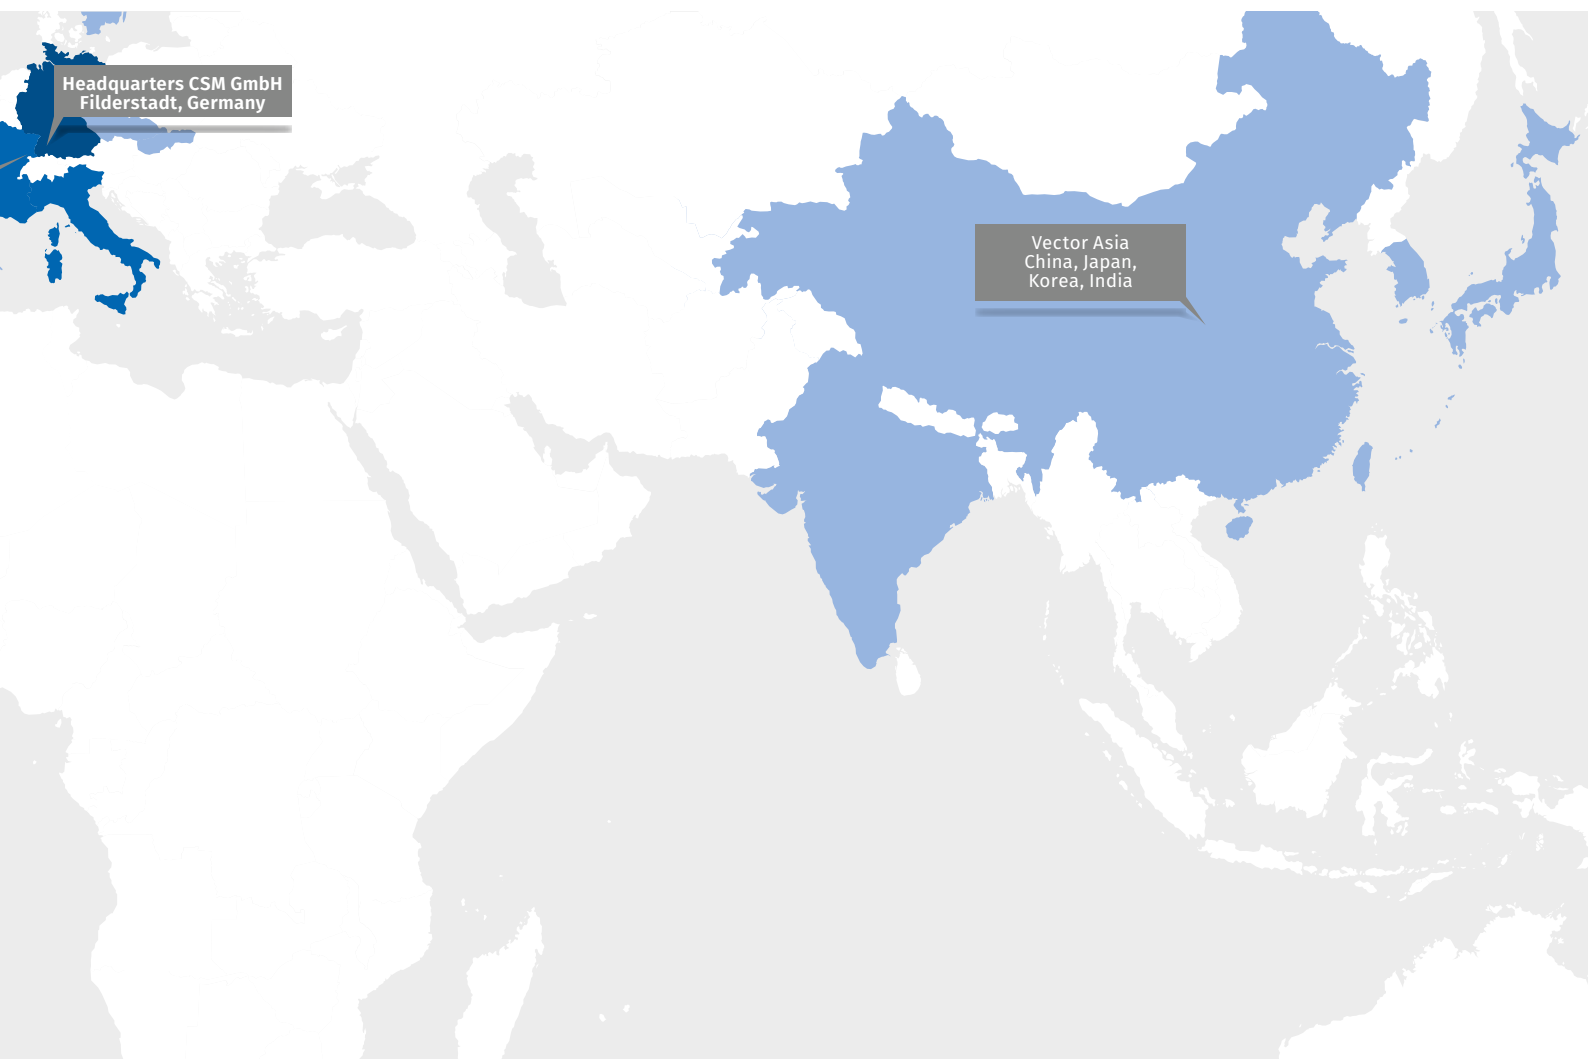 Headquarters CSM GmbH
Filderstadt, Germany
Vector Asia
China, Japan,
Korea, India